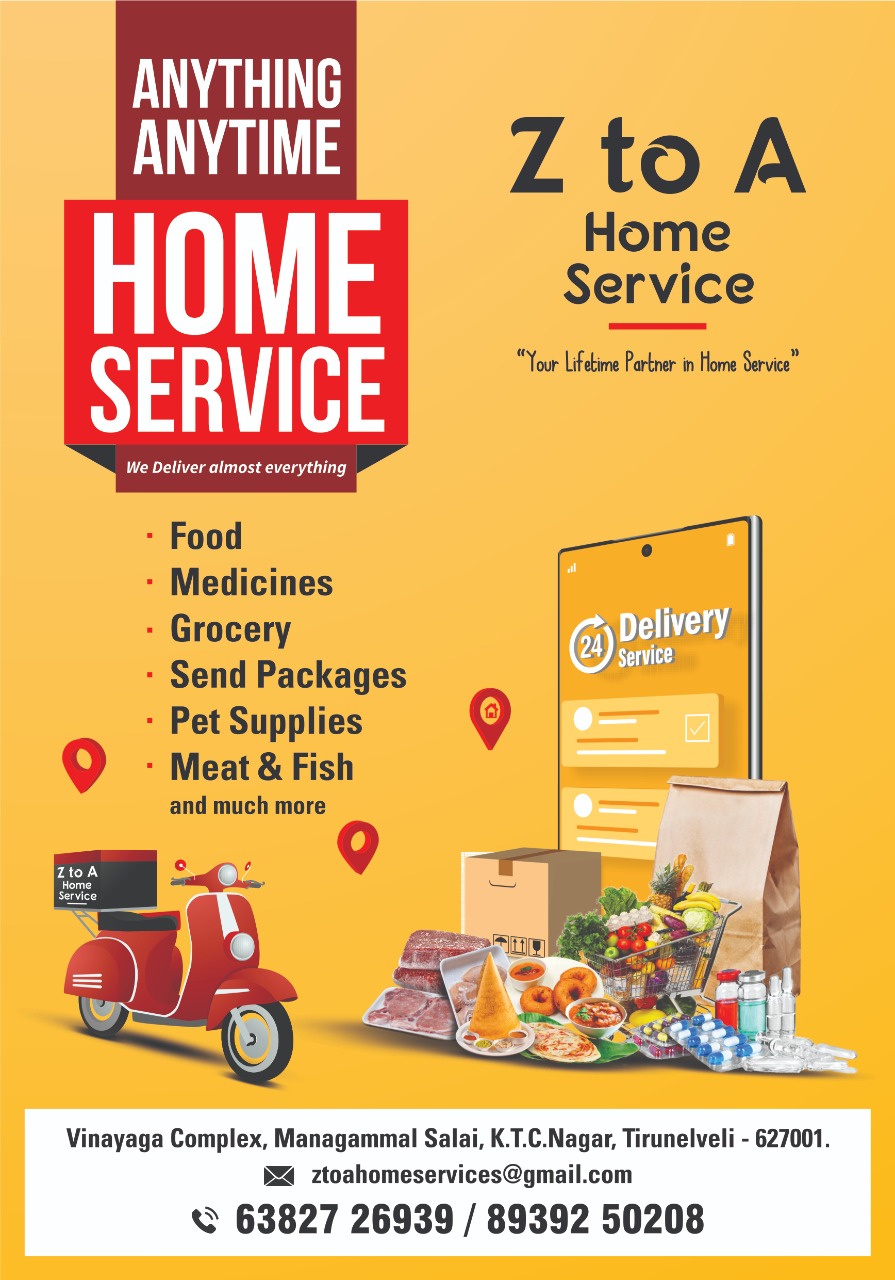 ANYTHING
ANYTIME
HOME
SERVICE
We Deliver almost everything
Z to A
Home
Service
“Your Lifetime Partner in Home Service”
· Food
· Medicines
· Grocery
· Send Packages
· Pet Supplies
· Meat & Fish
and much more
24 Delivery
Service
Z to A
Home
Service
Vinayaga Complex, Managammal Salai, K.T.C.Nagar, Tirunelveli - 627001.
ztoahomeservices@gmail.com
63827 26939 / 89392 50208